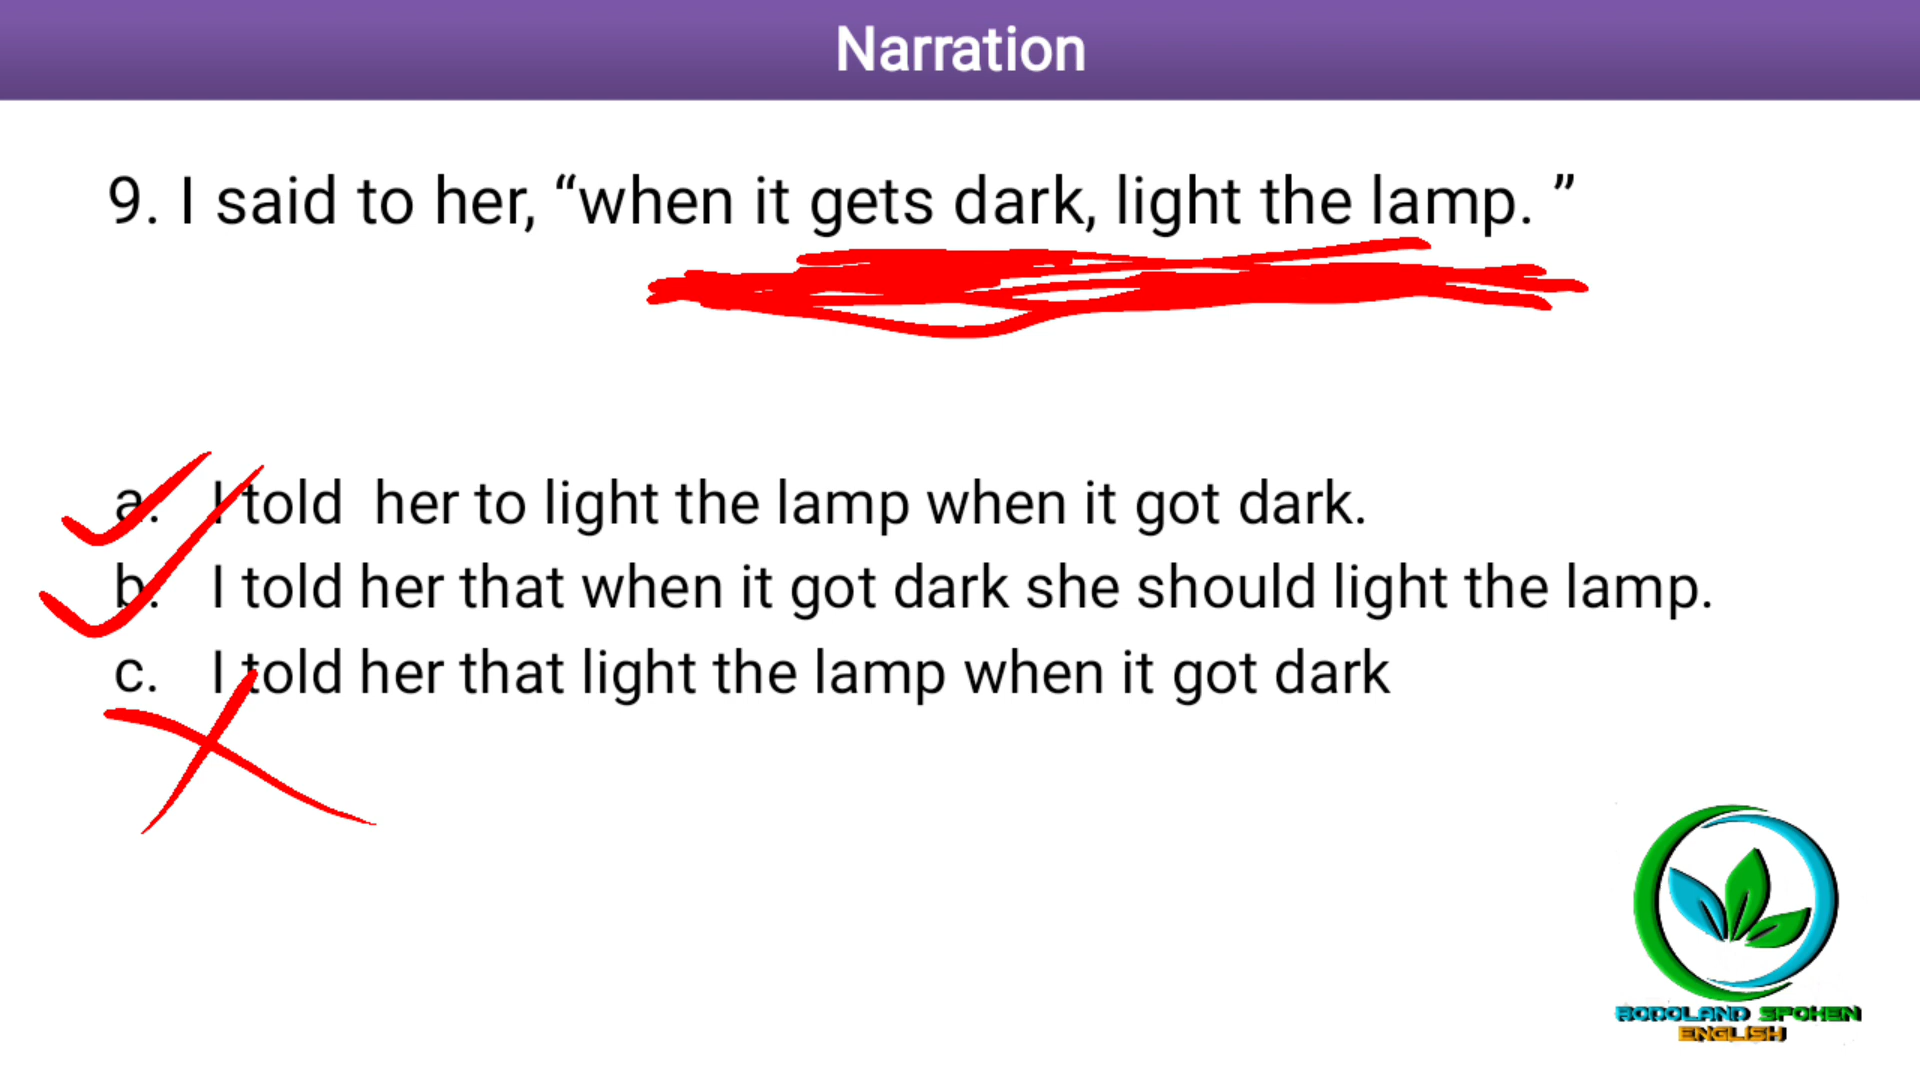 Narration
9. I said to her, “when it gets dark, light the lamp. ”
a. I told her to light the lamp when it got dark.
b. I told her that when it got dark she should light the lamp.
c. I told her that light the lamp when it got dark
BODOLAND SPOKEN
ENGLISH